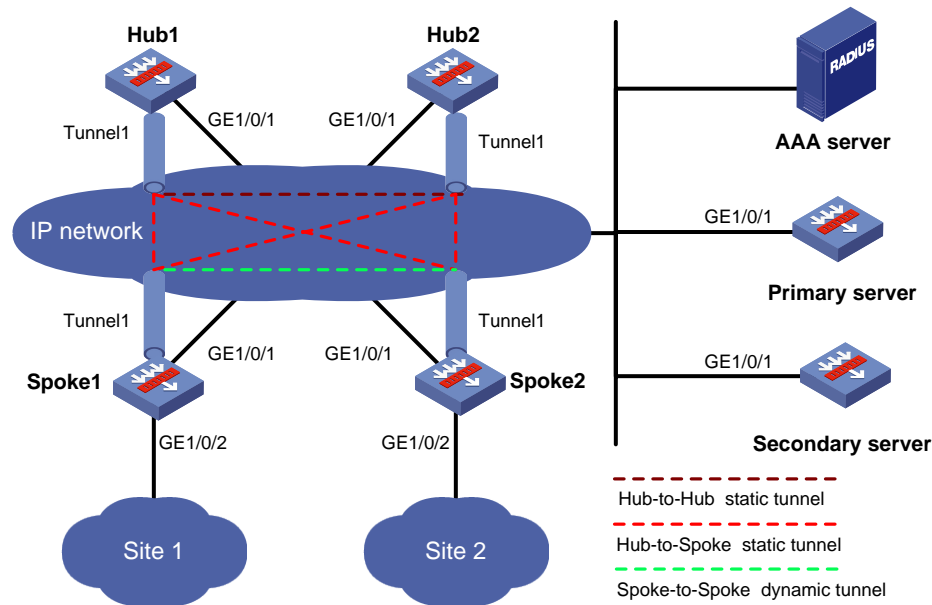 Hub1
Hub2
RADIUS
AAA server
Tunnel1
GE1/0/1
GE1/0/1
Tunnel1
IP network
GE1/0/1
Primary server
Tunnel1
GE1/0/1
GE1/0/1
Tunnel1
GE1/0/1
Spoke1
Spoke2
Secondary server
GE1/0/2
GE1/0/2
Hub-to-Hub static tunnel
Site 1
Site 2
Hub-to-Spoke static tunnel
Spoke-to-Spoke dynamic tunnel